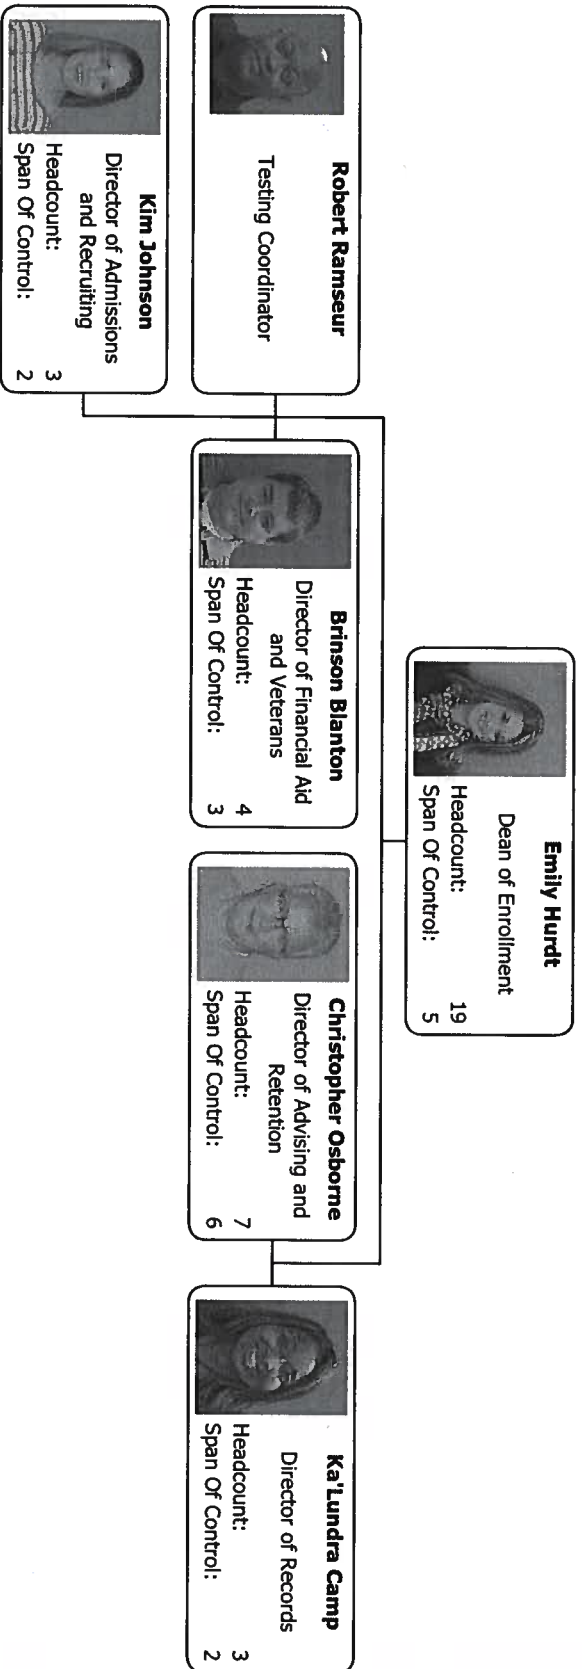 Emily Hurdt
Dean of Enrollment
Headcount: 19
Span Of Control: 5
Robert Ramseur
Testing Coordinator
Brinson Blanton
Director of Financial Aid
and Veterans
Headcount: 4
Span Of Control: 3
Christopher Osborne
Director of Advising and
Retention
Headcount: 7
Span Of Control: 6
Ka'Lundra Camp
Director of Records
Headcount: 3
Span Of Control: 2
Kim Johnson
Director of Admissions
and Recruiting
Headcount: 3
Span Of Control: 2